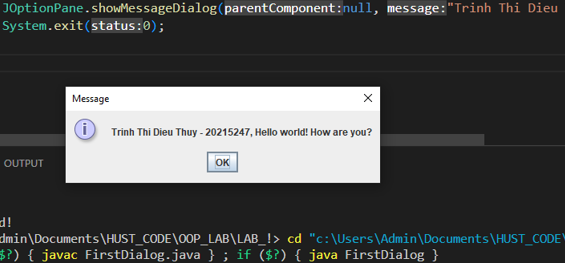 JOptionPane.showMessageDialog(parentComponent:null, message:"Trinh Thi Dieu
System.exit(status:0);
Message
Trinh Thi Dieu Thuy - 20215247, Hello world! How are you?
OK
OUTPUT
d!
dmin\Documents\HUST_CODE\OOP_LAB\LAB_!> cd "c:\Users\Admin\Documents\HUST_CODE\
$?) { javac FirstDialog.java } ; if ($?) { java FirstDialog }